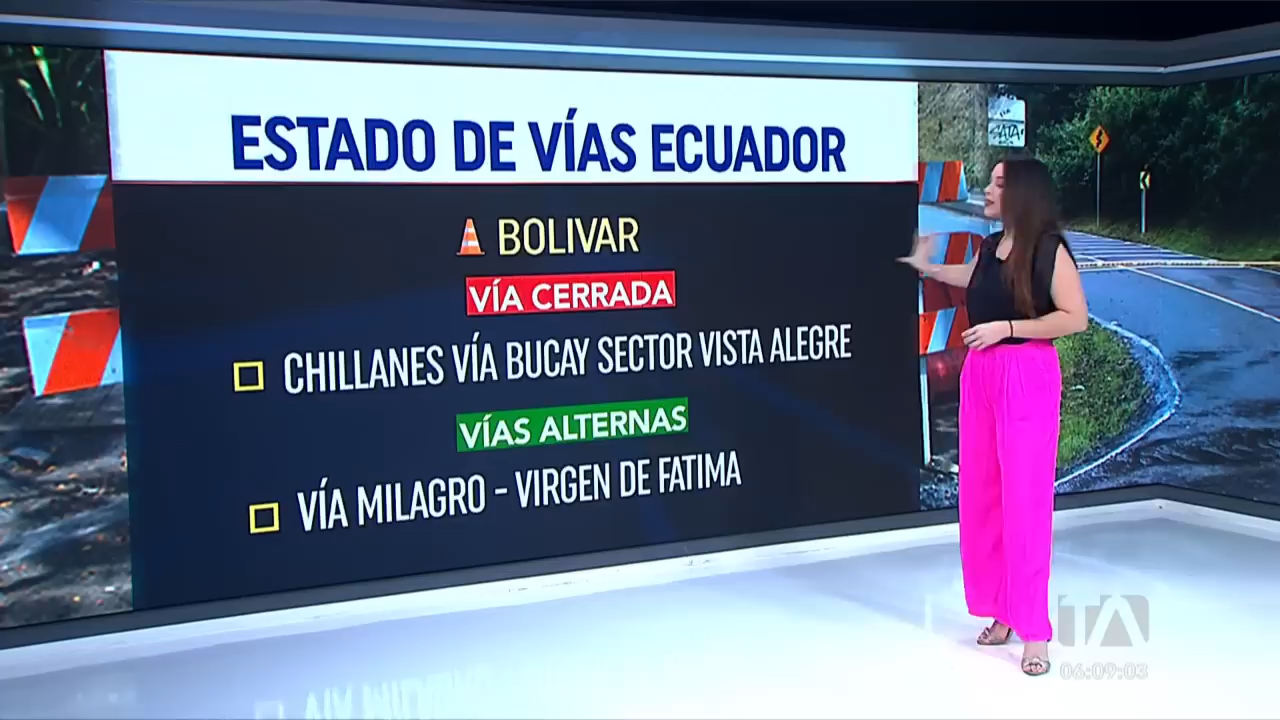 ESTADO DE VÍAS ECUADOR
BOLIVAR
VÍA CERRADA
CHILLANES VÍA BUCAY SECTOR VISTA ALEGRE
VÍAS ALTERNAS
VÍA MILAGRO - VIRGEN DE FATIMA
SATA
TA
06:09:03